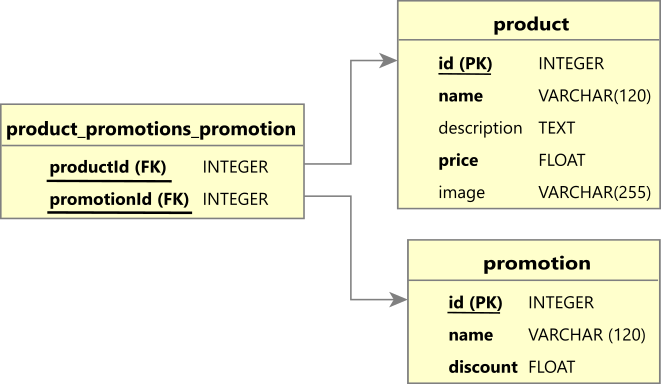 product
id (PK) INTEGER
name VARCHAR(120)
description TEXT
price FLOAT
image VARCHAR(255)
product_promotions_promotion
productId (FK) INTEGER
promotionId (FK) INTEGER
promotion
id (PK) INTEGER
name VARCHAR (120)
discount FLOAT